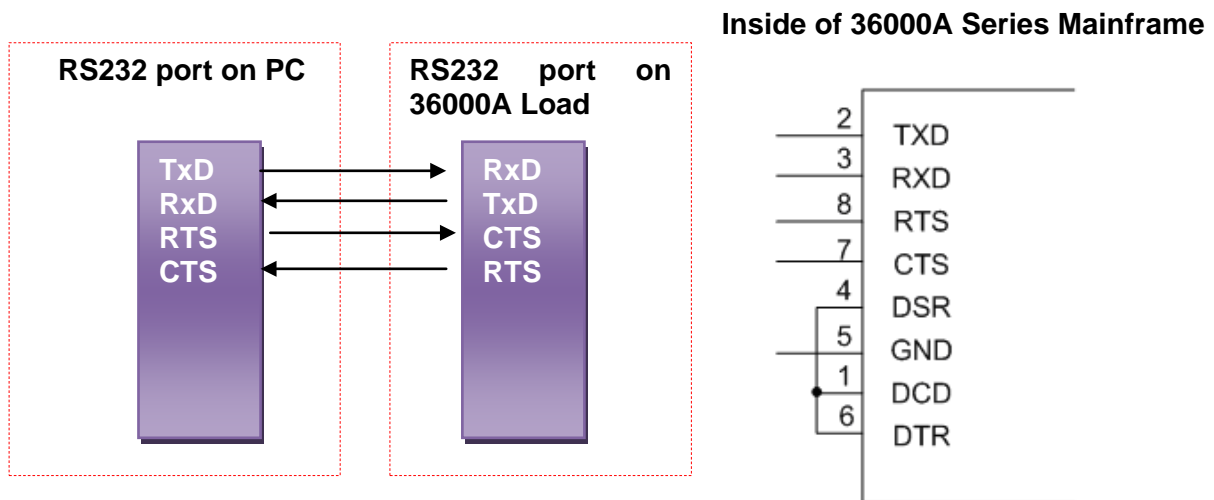 Inside of 36000A Series Mainframe
RS232 port on PC
RS232 port on
36000A Load
TxD
RxD
RTS
CTS
RxD
TxD
CTS
RTS
2 TXD
3 RXD
8 RTS
7 CTS
4 DSR
5 GND
1 DCD
6 DTR